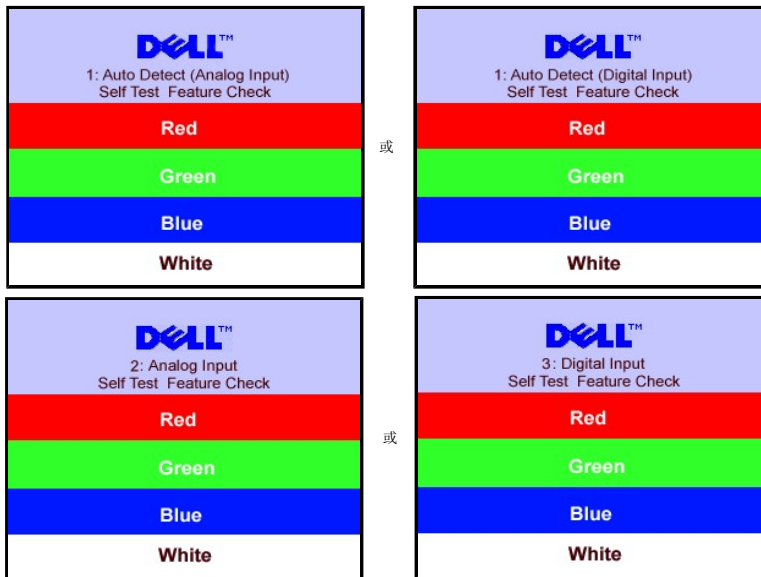 DELL™
1: Auto Detect (Analog Input)
Self Test Feature Check
Red
Green
Blue
White
或
DELL™
1: Auto Detect (Digital Input)
Self Test Feature Check
Red
Green
Blue
White
DELL™
2: Analog Input
Self Test Feature Check
Red
Green
Blue
White
或
DELL™
3: Digital Input
Self Test Feature Check
Red
Green
Blue
White